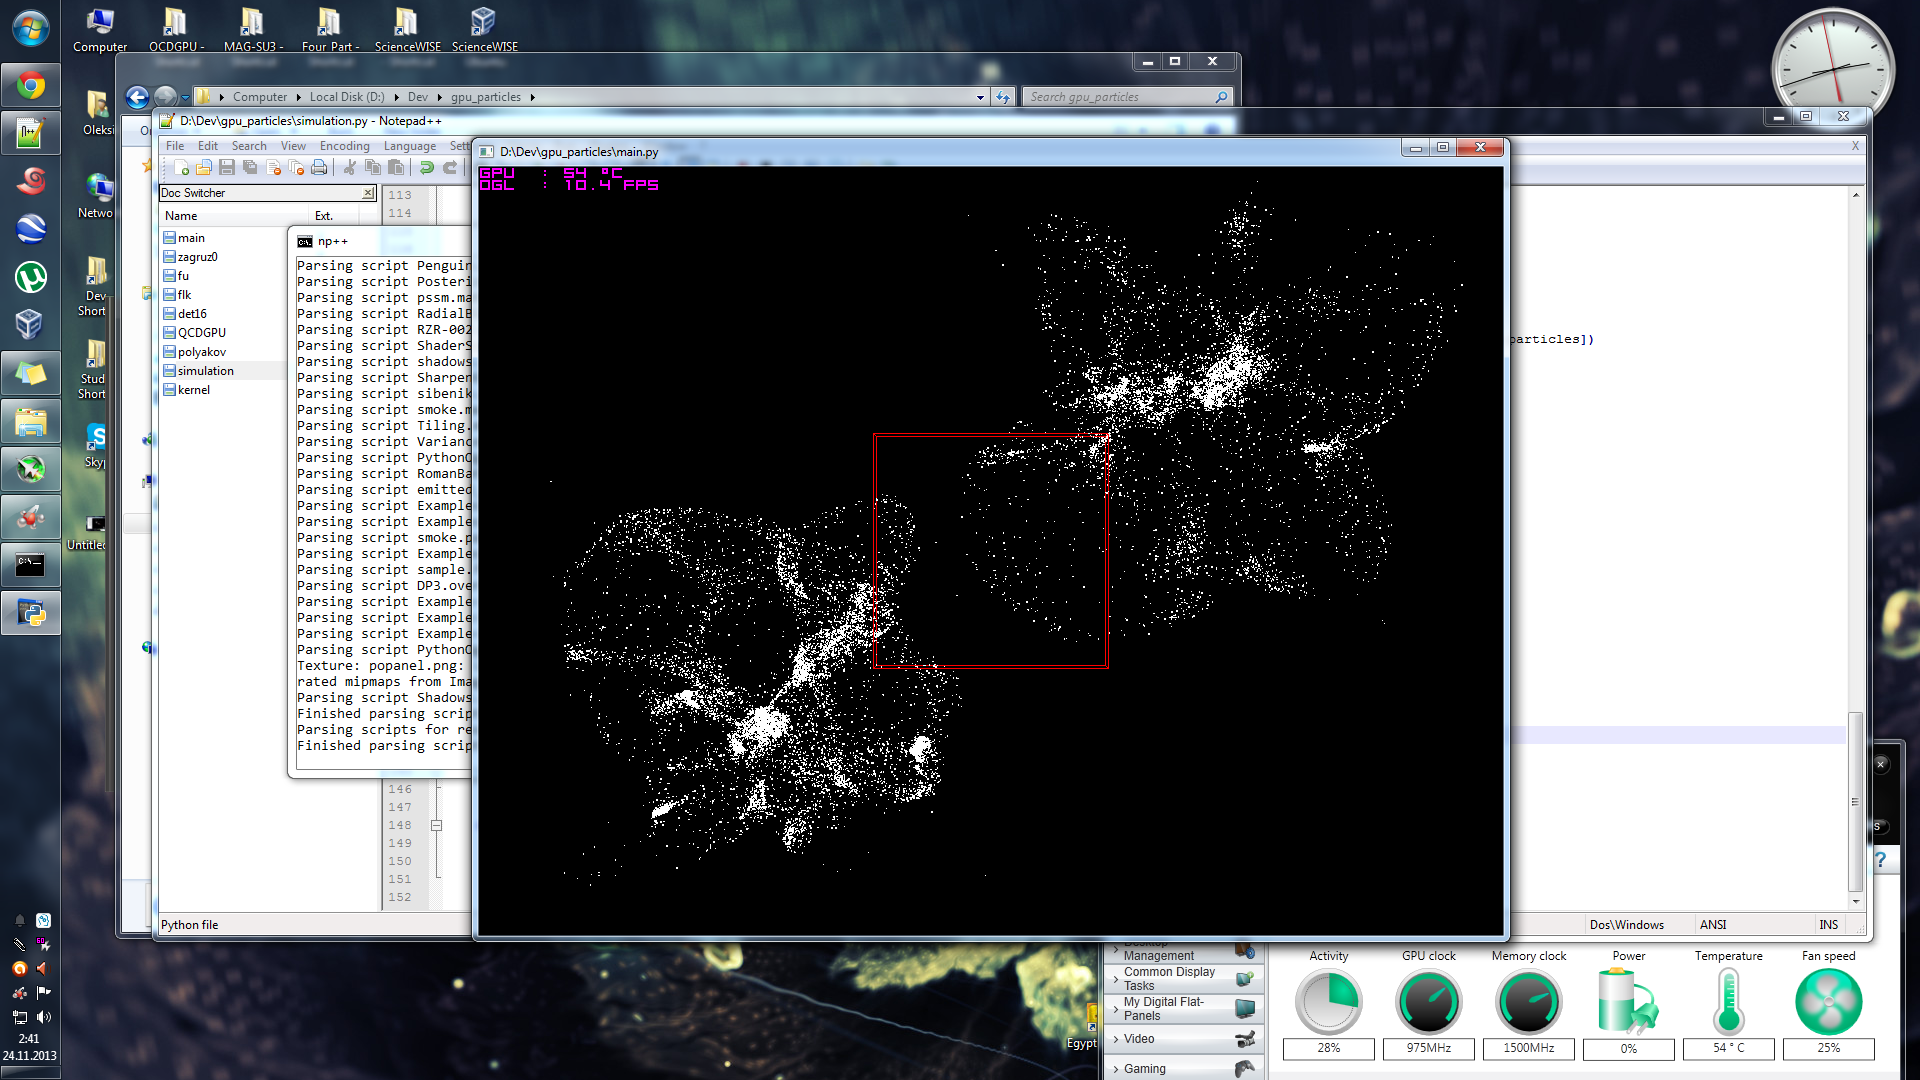 Computer
OCDGPU -
MAG-SU3 -
Four Part -
ScienceWISE
ScienceWISE
Computer
Local Disk (D:)
Dev
gpu_particles
Search gpu_particles
Oleksi
D:\Dev\gpu_particles\simulation.py - Notepad++
File Edit Search View Encoding Language Sett
D:\Dev\gpu_particles\main.py
GPU : 54 °C
OGL : 10.4 FPS
Doc Switcher
Name Ext.
main
zagruz0
fu
flk
det16
QCDGPU
polyakov
simulation
kernel
113
114
np++
Parsing script Penguin
Parsing script Posteri
Parsing script pssm.ma
Parsing script RadialB
Parsing script RZR-002
Parsing script ShaderS
Parsing script shadows
Parsing script Sharpen
Parsing script sibenik
Parsing script smoke.m
Parsing script Tiling.
Parsing script Varianc
Parsing script PythonC
Parsing script RomanBa
Parsing script emitted
Parsing script Example
Parsing script Example
Parsing script smoke.p
Parsing script Example
Parsing script sample.
Parsing script DP3.ove
Parsing script Example
Parsing script Example
Parsing script Example
Parsing script PythonC
Texture: popanel.png:
rated mipmaps from Ima
Parsing script Shadows
Finished parsing scrip
Parsing scripts for re
Finished parsing scrip
particles])
146
147
148
149
150
151
152
Python file
Dos\Windows
ANSI
INS
Netwo
Dev
Short
Stud
Short
Skyp
Untitled
Egypt
Desktop
Management
Common Display
Tasks
My Digital Flat-
Panels
Video
Gaming
Activity
GPU clock
Memory clock
Power
Temperature
Fan speed
28%
975MHz
1500MHz
0%
54 ° C
25%
2:41
24.11.2013